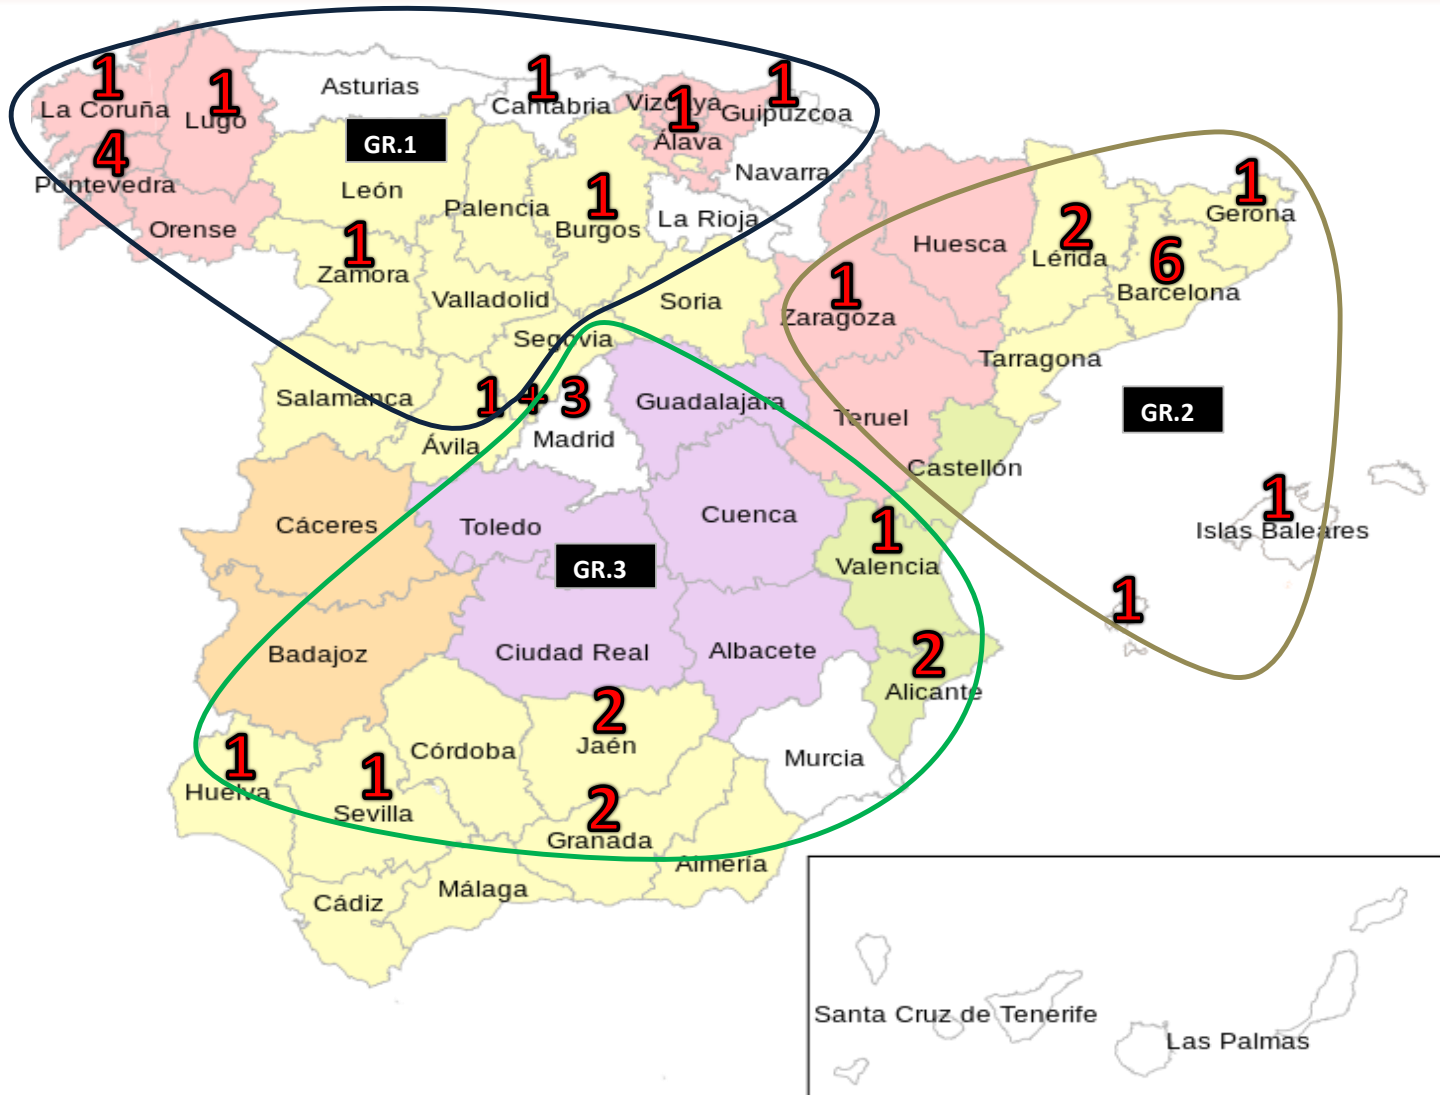 1
1
Asturias
1
Cantabria
Vizcaya
1
1
Guipúzcoa
La Coruña
Lugo
GR.1
Álava
4
Pontevedra
Navarra
León
1
Palencia
Burgos
La Rioja
Orense
1
Zamora
Valladolid
Soria
Segovia
Huesca
2
Lérida
1
Gerona
6
Barcelona
1
Zaragoza
Tarragona
Salamanca
1 + 3
Madrid
Guadalajara
Teruel
GR.2
Ávila
Castellón
Cáceres
Toledo
Cuenca
1
Valencia
1
Islas Baleares
GR.3
1
Badajoz
Ciudad Real
Albacete
2
Alicante
2
Jaén
Córdoba
Murcia
1
Huelva
1
Sevilla
2
Granada
Almería
Málaga
Cádiz
Santa Cruz de Tenerife
Las Palmas